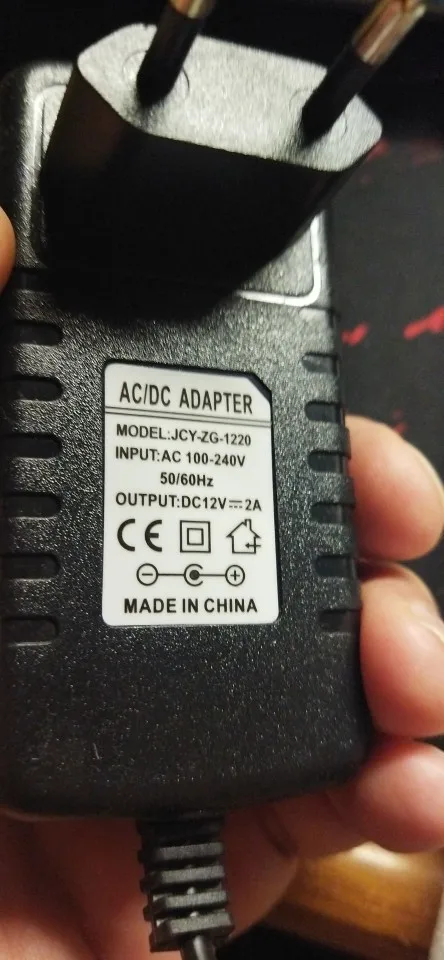 AC/DC ADAPTER
MODEL:JCY-ZG-1220
INPUT:AC 100-240V
50/60Hz
OUTPUT:DC12V⎓2A
CE
MADE IN CHINA